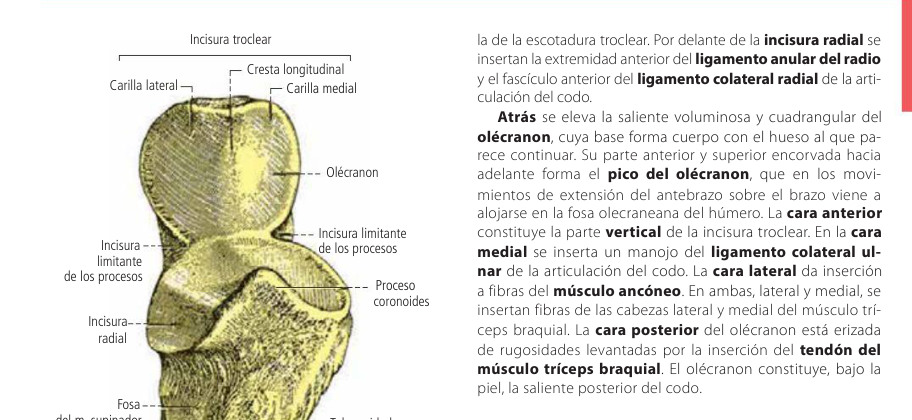 Incisura troclear
Cresta longitudinal
Carilla lateral
Carilla medial
Olécranon
Incisura limitante
de los procesos
Incisura
limitante
de los procesos
Proceso
coronoides
Incisura
radial
Fosa
del m. supinador
la de la escotadura troclear. Por delante de la incisura radial se
insertan la extremidad anterior del ligamento anular del radio
y el fascículo anterior del ligamento colateral radial de la arti-
culación del codo.
Atrás se eleva la saliente voluminosa y cuadrangular del
olécranon, cuya base forma cuerpo con el hueso al que pa-
rece continuar. Su parte anterior y superior encorvada hacia
adelante forma el pico del olécranon, que en los movi-
mientos de extensión del antebrazo sobre el brazo viene a
alojarse en la fosa olecraneana del húmero. La cara anterior
constituye la parte vertical de la incisura troclear. En la cara
medial se inserta un manojo del ligamento colateral ul-
nar de la articulación del codo. La cara lateral da inserción
a fibras del músculo ancóneo. En ambas, lateral y medial, se
insertan fibras de las cabezas lateral y medial del músculo trí-
ceps braquial. La cara posterior del olécranon está erizada
de rugosidades levantadas por la inserción del tendón del
músculo tríceps braquial. El olécranon constituye, bajo la
piel, la saliente posterior del codo.